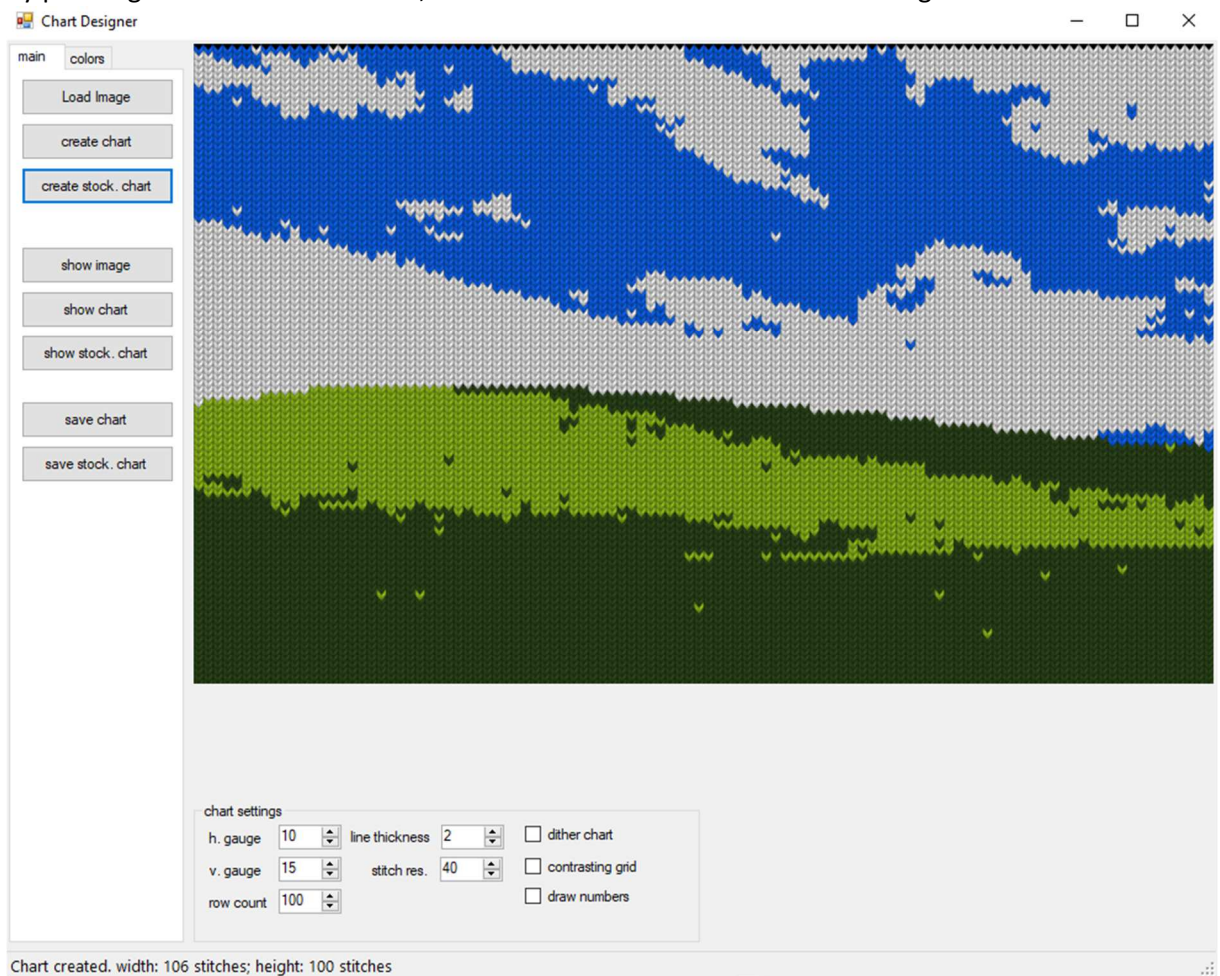 Chart Designer
main colors
Load Image
create chart
create stock. chart
show image
show chart
show stock. chart
save chart
save stock. chart
chart settings
h. gauge 10 line thickness 2 dither chart
v. gauge 15 stitch res. 40 contrasting grid
row count 100 draw numbers
Chart created. width: 106 stitches; height: 100 stitches